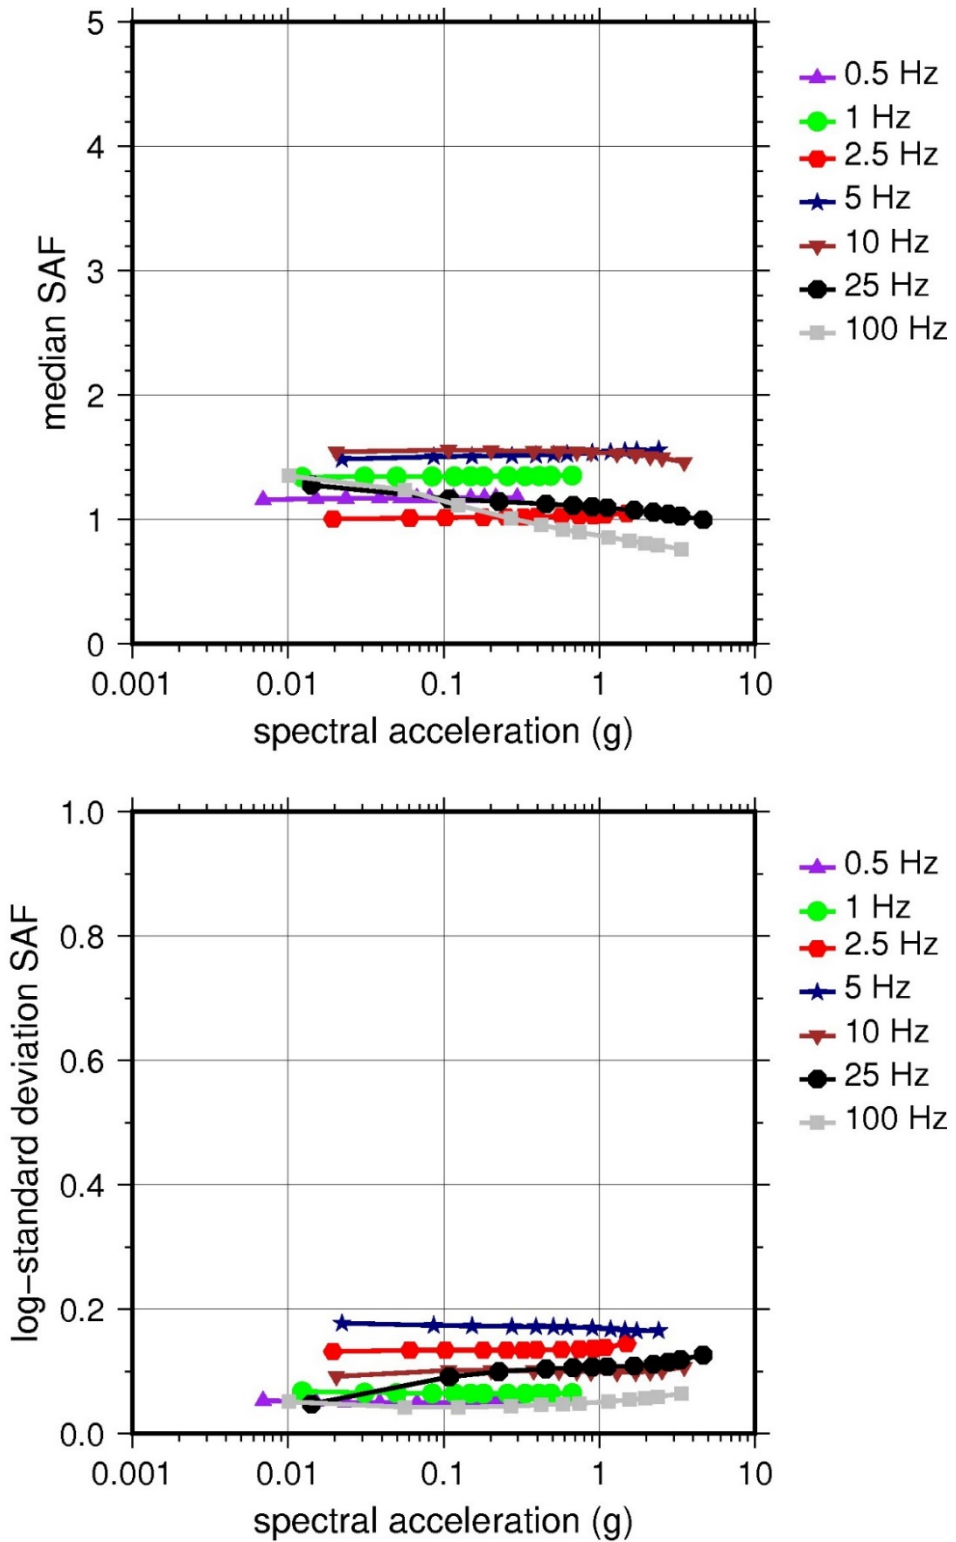 5
4
3
2
1
0
median SAF
0.001 0.01 0.1 1 10
spectral acceleration (g)
0.5 Hz
1 Hz
2.5 Hz
5 Hz
10 Hz
25 Hz
100 Hz
1.0
0.8
0.6
0.4
0.2
0.0
log-standard deviation SAF
0.001 0.01 0.1 1 10
spectral acceleration (g)
0.5 Hz
1 Hz
2.5 Hz
5 Hz
10 Hz
25 Hz
100 Hz